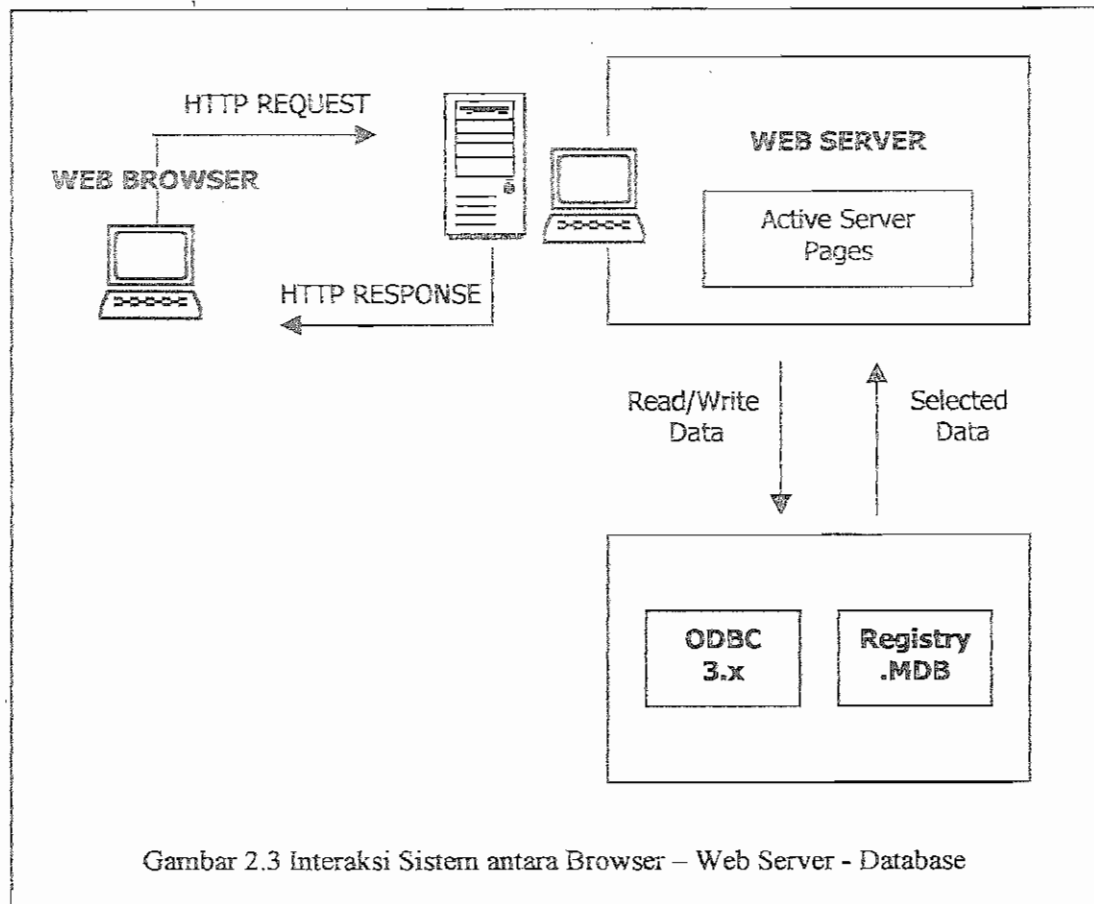 HTTP REQUEST
WEB BROWSER
HTTP RESPONSE
WEB SERVER
Active Server
Pages
Read/Write
Data
Selected
Data
ODBC
3.x
Registry
.MDB
Gambar 2.3 Interaksi Sistem antara Browser – Web Server - Database